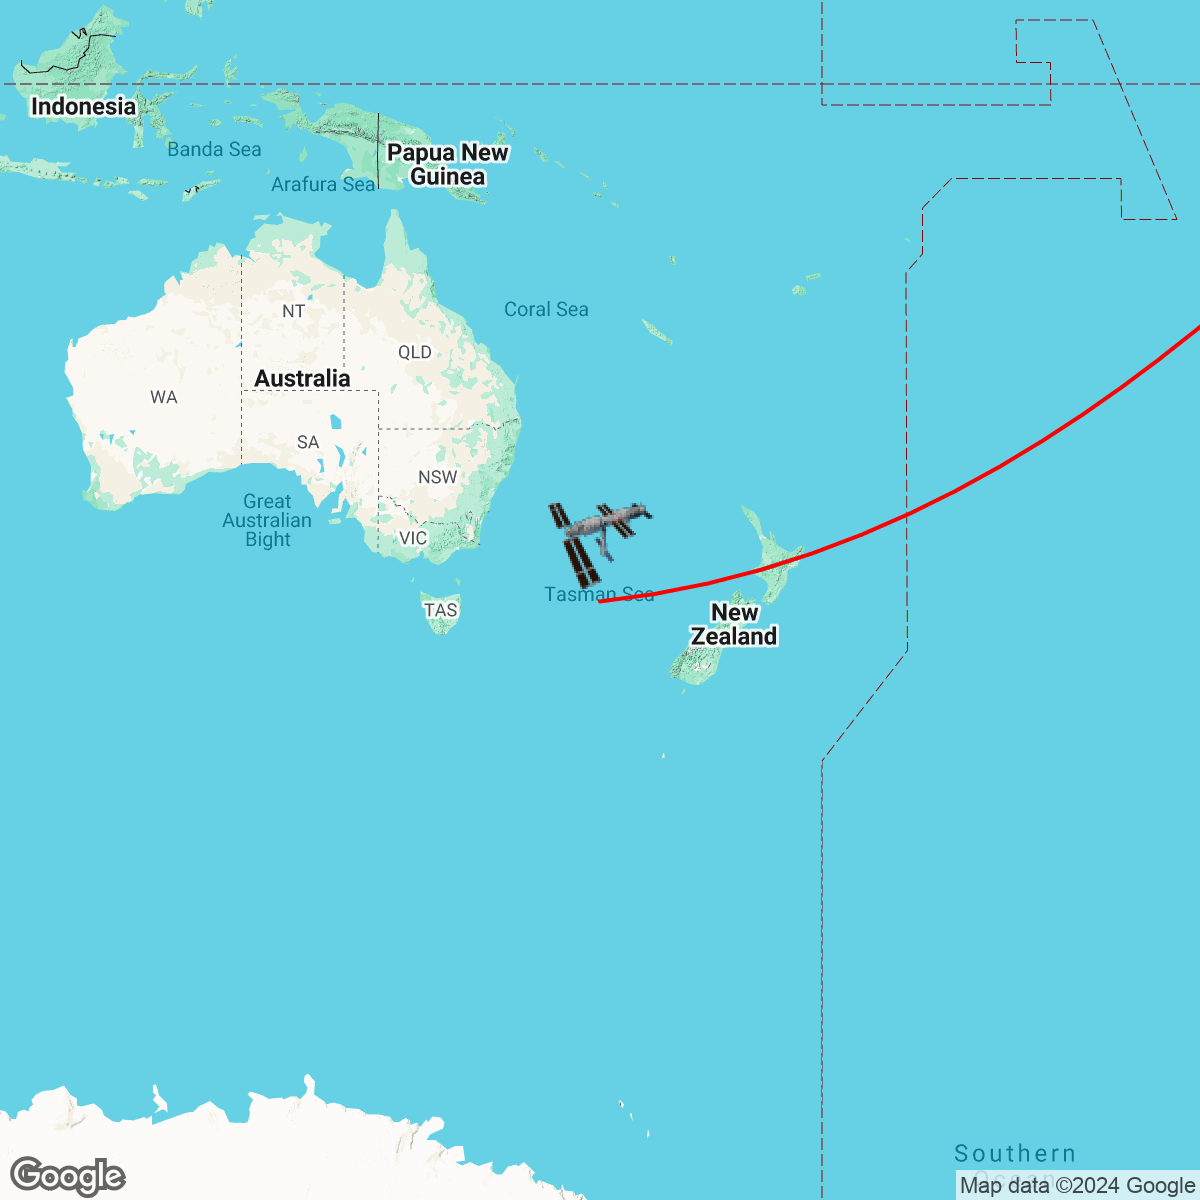 Indonesia
Banda Sea
Papua New
Guinea
Arafura Sea
Coral Sea
NT
QLD
Australia
WA
SA
NSW
Great
Australian
Bight
VIC
Tasman Sea
TAS
New
Zealand
Southern
Ocean
Google
Map data ©2024 Google